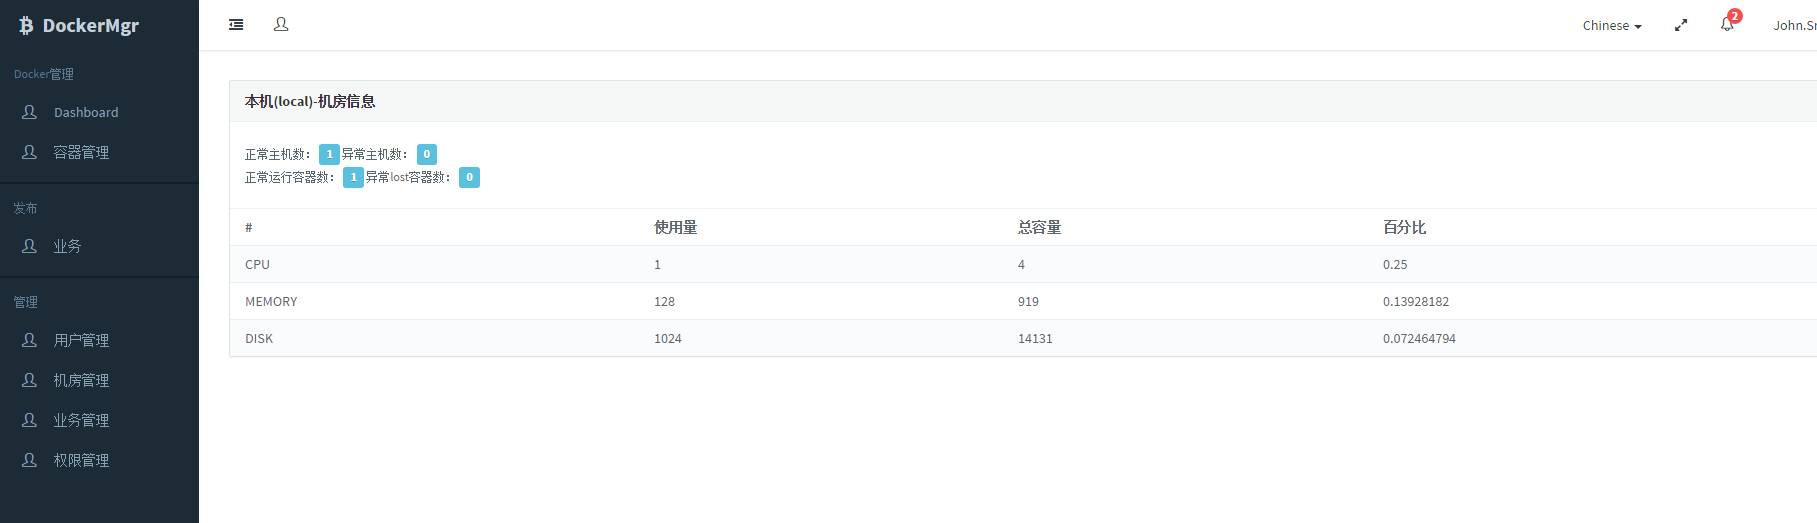 DockerMgr
Chinese
2
Docker管理
Dashboard
容器管理
发布
业务
管理
用户管理
机房管理
业务管理
权限管理
本机(local)-机房信息
正常主机数： 1 异常主机数： 0
正常运行容器数： 1 异常lost容器数： 0
# 使用量 总容量 百分比
CPU 1 4 0.25
MEMORY 128 919 0.13928182
DISK 1024 14131 0.072464794